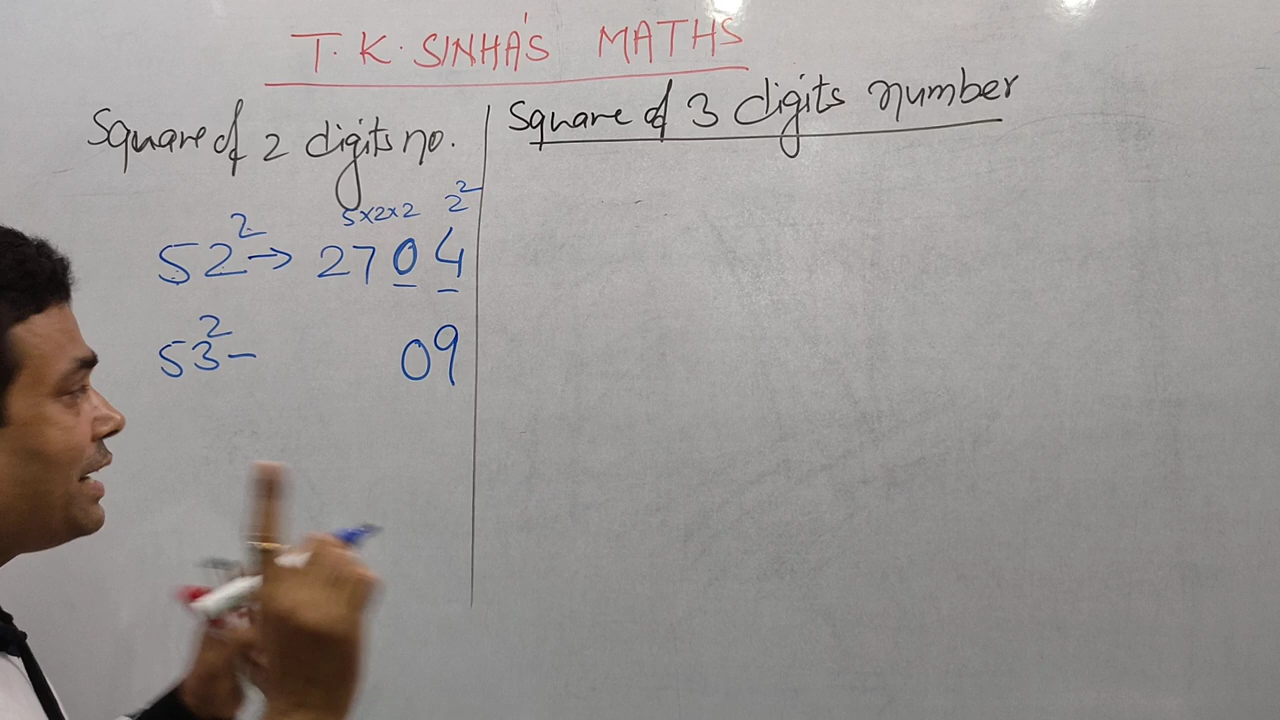 T. K. SINHA'S MATHS
Square of 2 digits no.
5×2×2 2²
52² → 2704
53² - 09
Square of 3 digits number